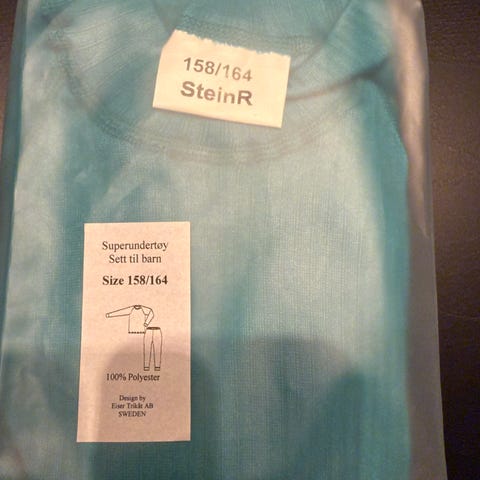 158/164
SteinR
Superundertøy
Sett til barn
Size 158/164
100% Polyester
Design by
Eiser Trikåt AB
SWEDEN